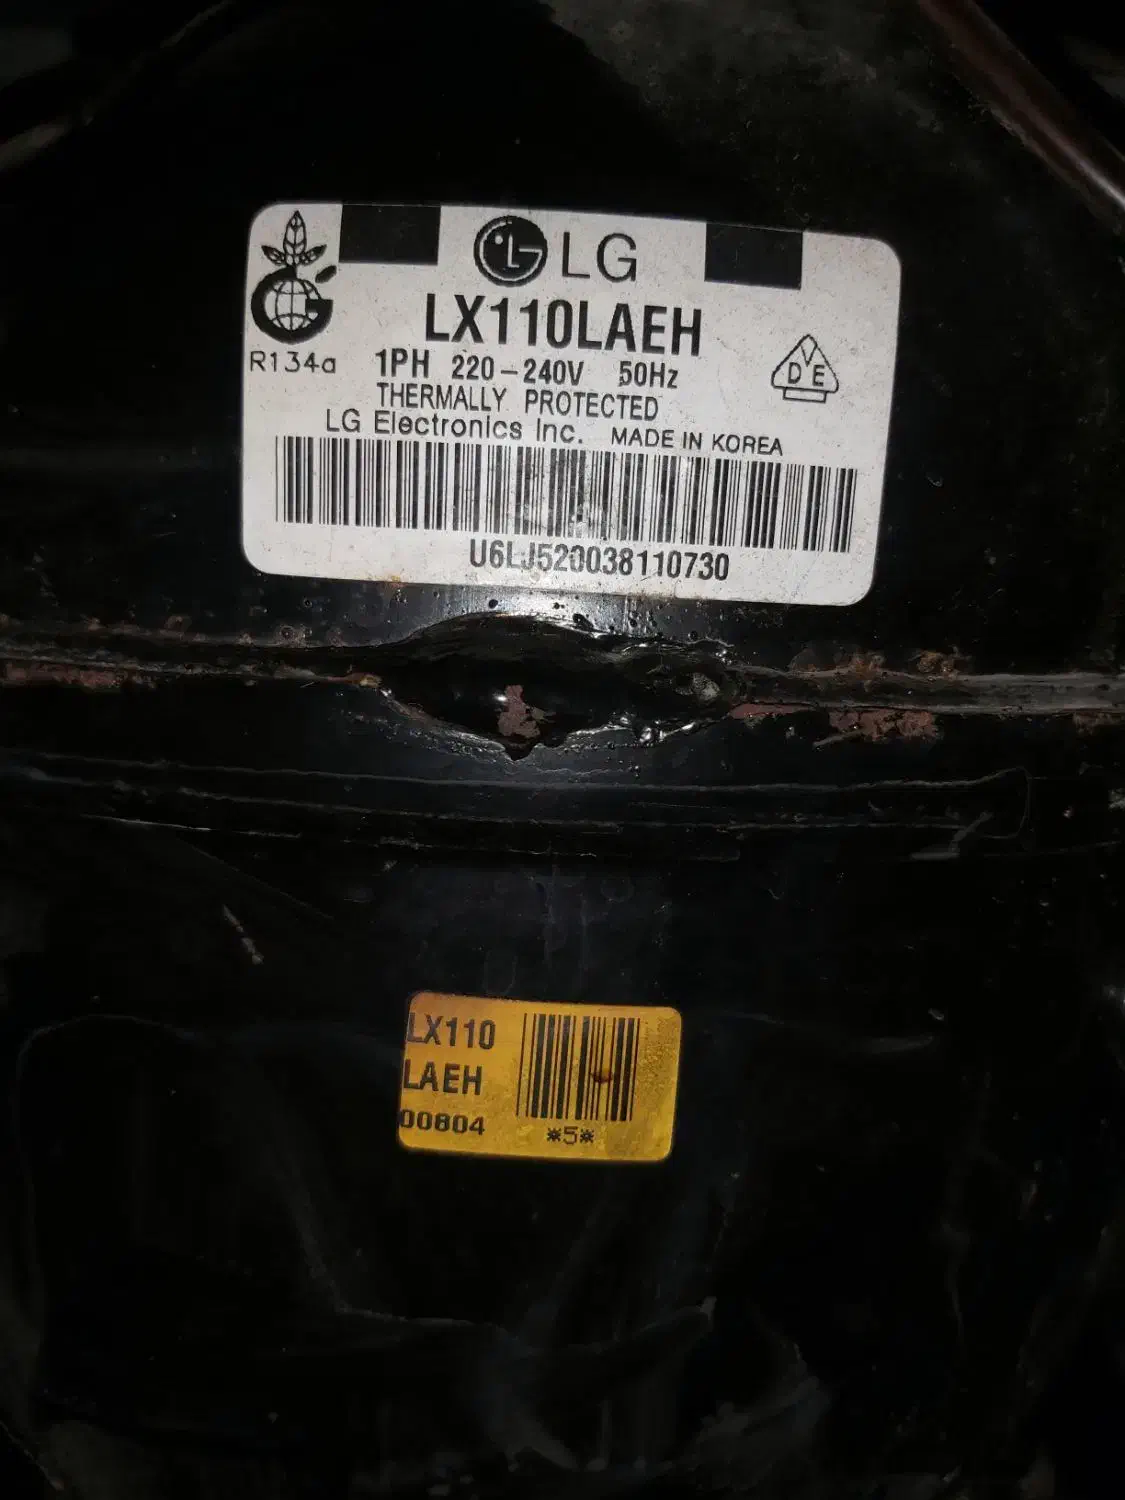 LG
LX110LAEH
R134a 1PH 220-240V 50Hz
VDE
THERMALLY PROTECTED
LG Electronics Inc. MADE IN KOREA
U6LJ520038110730
LX110
LAEH
00804
*5*